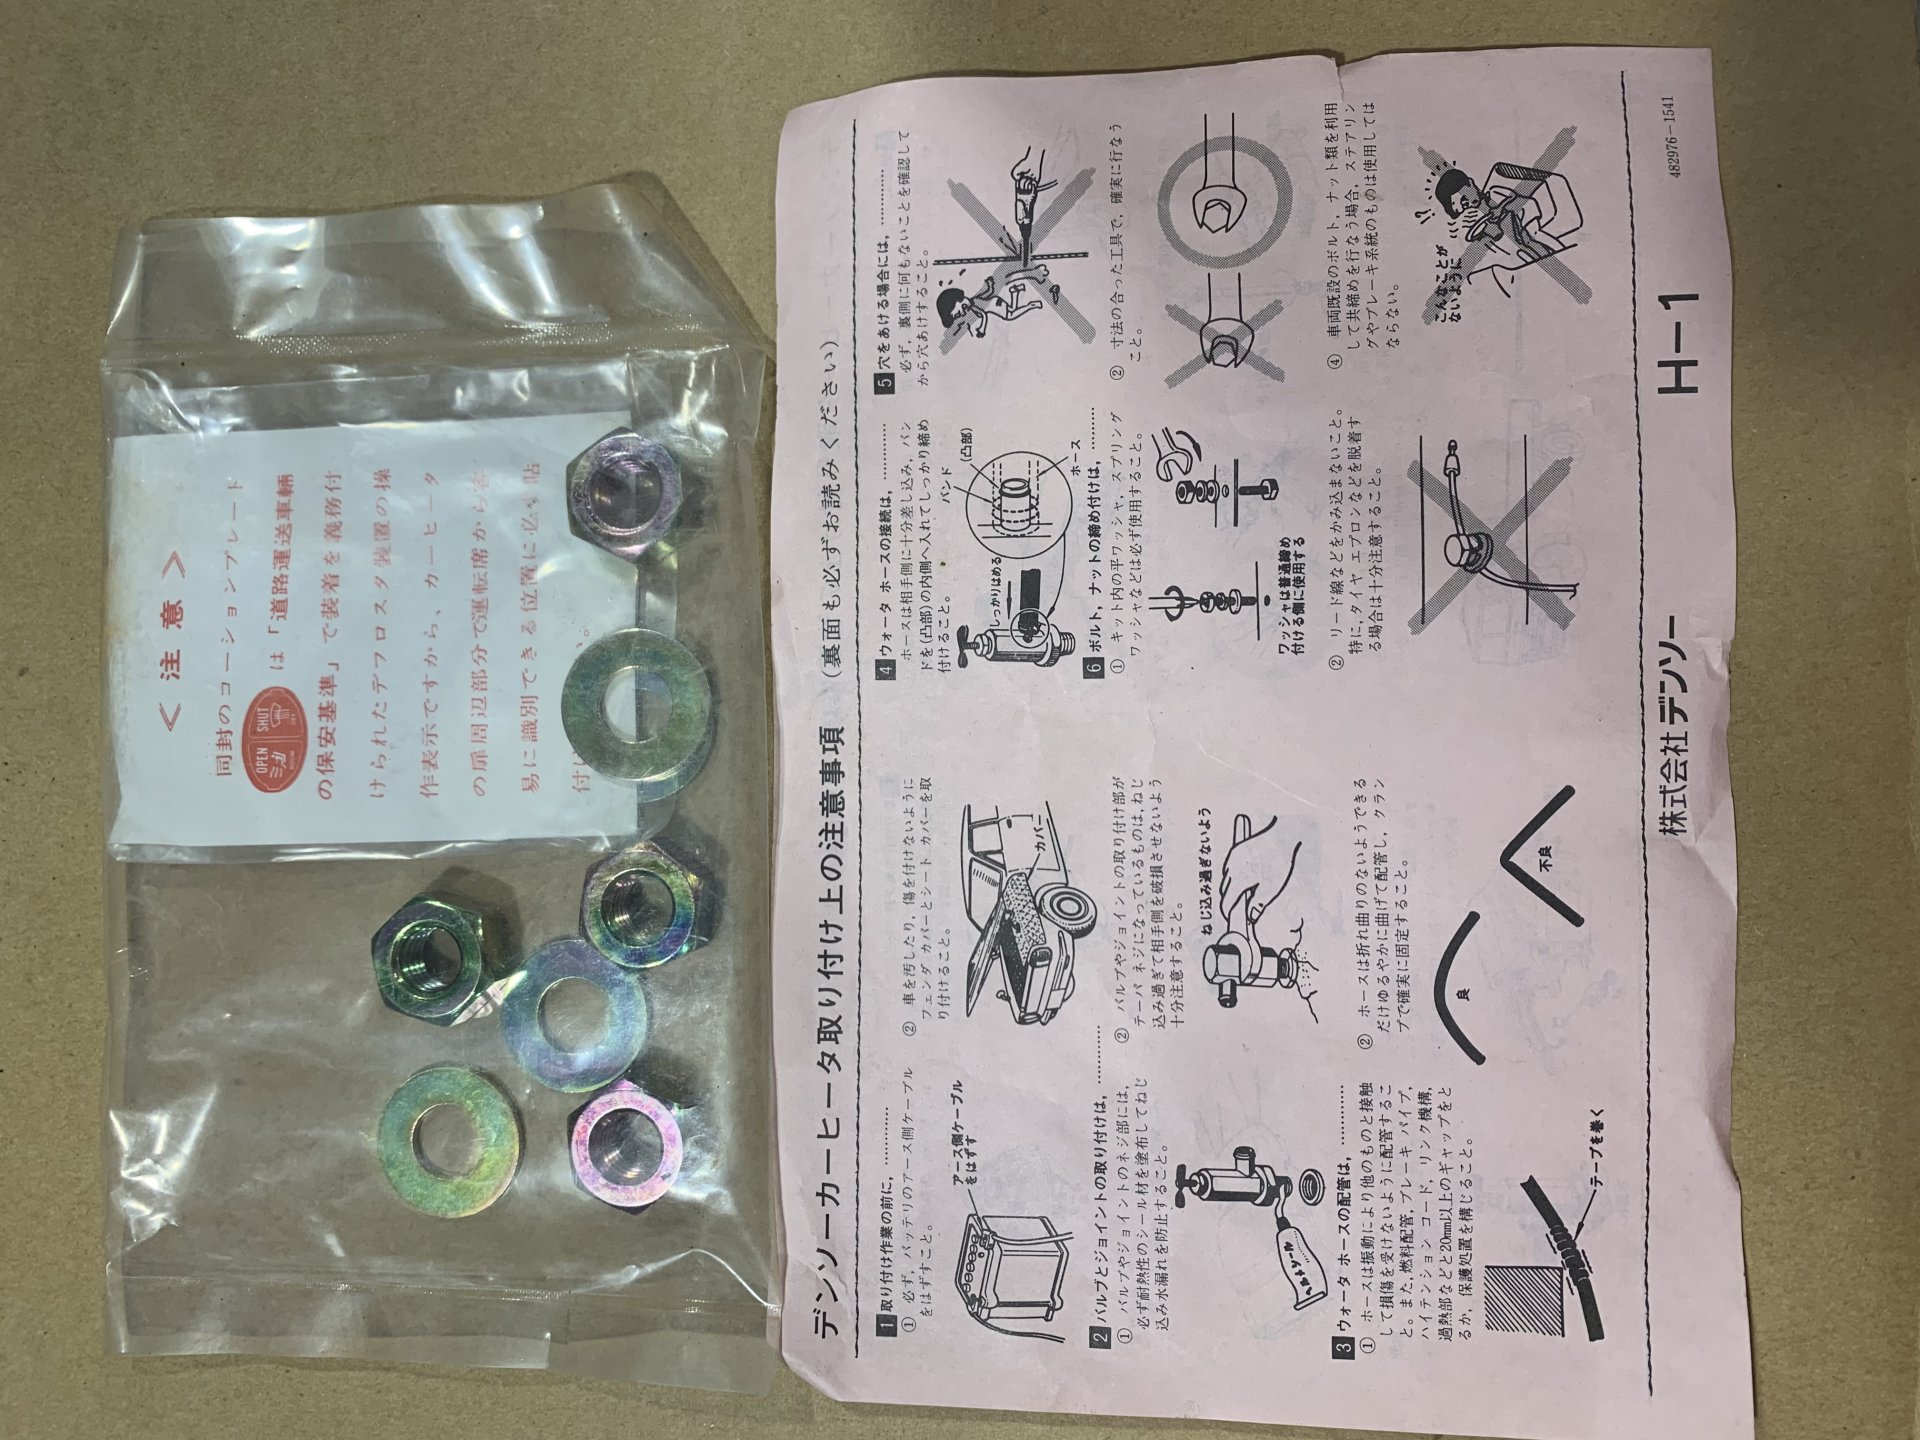 ＜ 注 意 ＞
同封のコーションプレート
OPEN
SHUT
は「道路運送車輛
の保安基準」で装着を義務付
けられたデフロスタ装置の操
作表示ですから、カーヒータ
の扉周辺部分で運転席から容
易に識別できる位置に必ず貼
付け
デンソーカーヒータ取り付け上の注意事項 (裏面も必ずお読みください)
1 取り付け作業の前に, …………
① 必ず, バッテリのアース側ケーブル
をはずすこと。
アース側ケーブル
をはずす
② 車を汚したり, 傷を付けないように
フェンダ カバーとシート カバーを取
り付けること。
カバー
2 バルブとジョイントの取り付けは, …………
① バルブやジョイントのネジ部には,
必ず耐熱性のシール材を塗布してねじ
込み水漏れを防止すること。
② バルブやジョイントの取り付け部が
テーパ ネジになっているものは, ねじ
込み過ぎて相手側を破損させないよう
十分注意すること。
ねじ込み過ぎないよう
3 ウォータ ホースの配管は, …………
① ホースは振動により他のものと接触
して損傷を受けないように配管するこ
と。また, 燃料配管, ブレーキ パイプ,
ハイテンション コード, リンク機構,
過熱部などと20mm以上のギャップをと
るか, 保護処置を構じること。
テープを巻く
② ホースは折れ曲りのないようできる
だけゆるやかに曲げて配管し, クラン
プで確実に固定すること。
良
不良
4 ウォータ ホースの接続は, …………
ホースは相手側に十分差し込み, バン
ドを(凸部)の内側へ入れてしっかり締め
付けること。
しっかりはめる
バンド
(凸部)
ホース
5 穴をあける場合には, …………
必ず, 裏側に何もないことを確認して
から穴あけすること。
6 ボルト, ナットの締め付けは, …………
① キット内の平ワッシャ, スプリング
ワッシャなどは必ず使用すること。
ワッシャは普通締め
付ける側に使用する
② 寸法の合った工具で, 確実に行なう
こと。
② リード線などをかみ込まないこと。
特に, タイヤ エプロンなどを脱着す
る場合は十分注意すること。
④ 車両既設のボルト, ナット類を利用
して共締めを行なう場合, ステアリン
グやブレーキ系統のものは使用しては
ならない。
こんなことが
ないように
株式会社デンソー
H－1
482976－1541